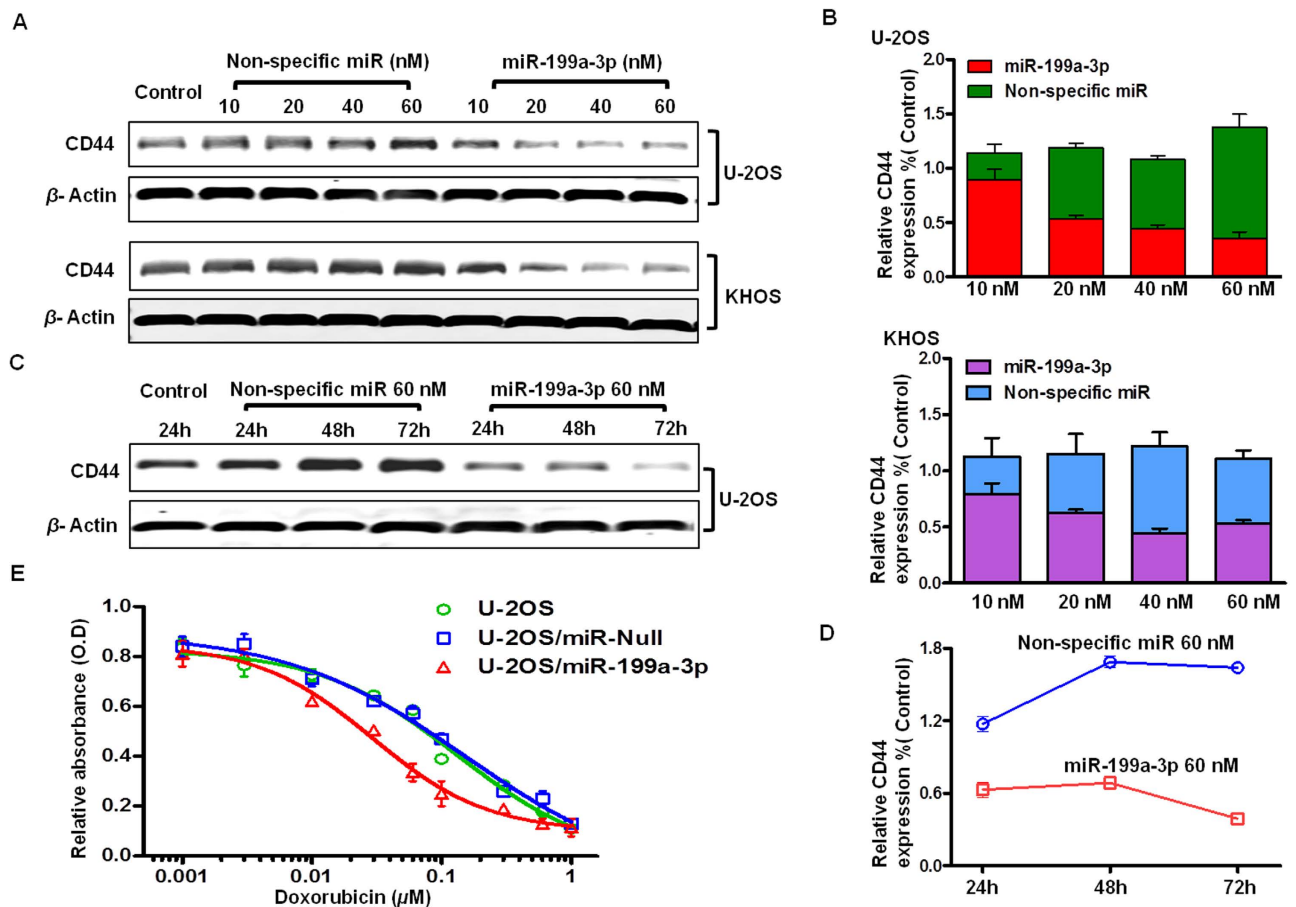 A
Non-specific miR (nM)
miR-199a-3p (nM)
Control
10 20 40 60 10 20 40 60
CD44
β- Actin
U-2OS
CD44
β- Actin
KHOS
B
U-2OS
Relative CD44
expression %( Control)
2.0
1.5
1.0
0.5
0.0
miR-199a-3p
Non-specific miR
10 nM 20 nM 40 nM 60 nM
KHOS
Relative CD44
expression %( Control)
2.0
1.5
1.0
0.5
0.0
miR-199a-3p
Non-specific miR
10 nM 20 nM 40 nM 60 nM
C
Control
Non-specific miR 60 nM
miR-199a-3p 60 nM
24h 24h 48h 72h 24h 48h 72h
CD44
β- Actin
U-2OS
D
Relative CD44
expression %( Control)
1.8
1.2
0.6
0.0
Non-specific miR 60 nM
miR-199a-3p 60 nM
24h 48h 72h
E
Relative absorbance (O.D)
1.0
0.8
0.6
0.4
0.2
0.0
U-2OS
U-2OS/miR-Null
U-2OS/miR-199a-3p
0.001 0.01 0.1 1
Doxorubicin (µM)